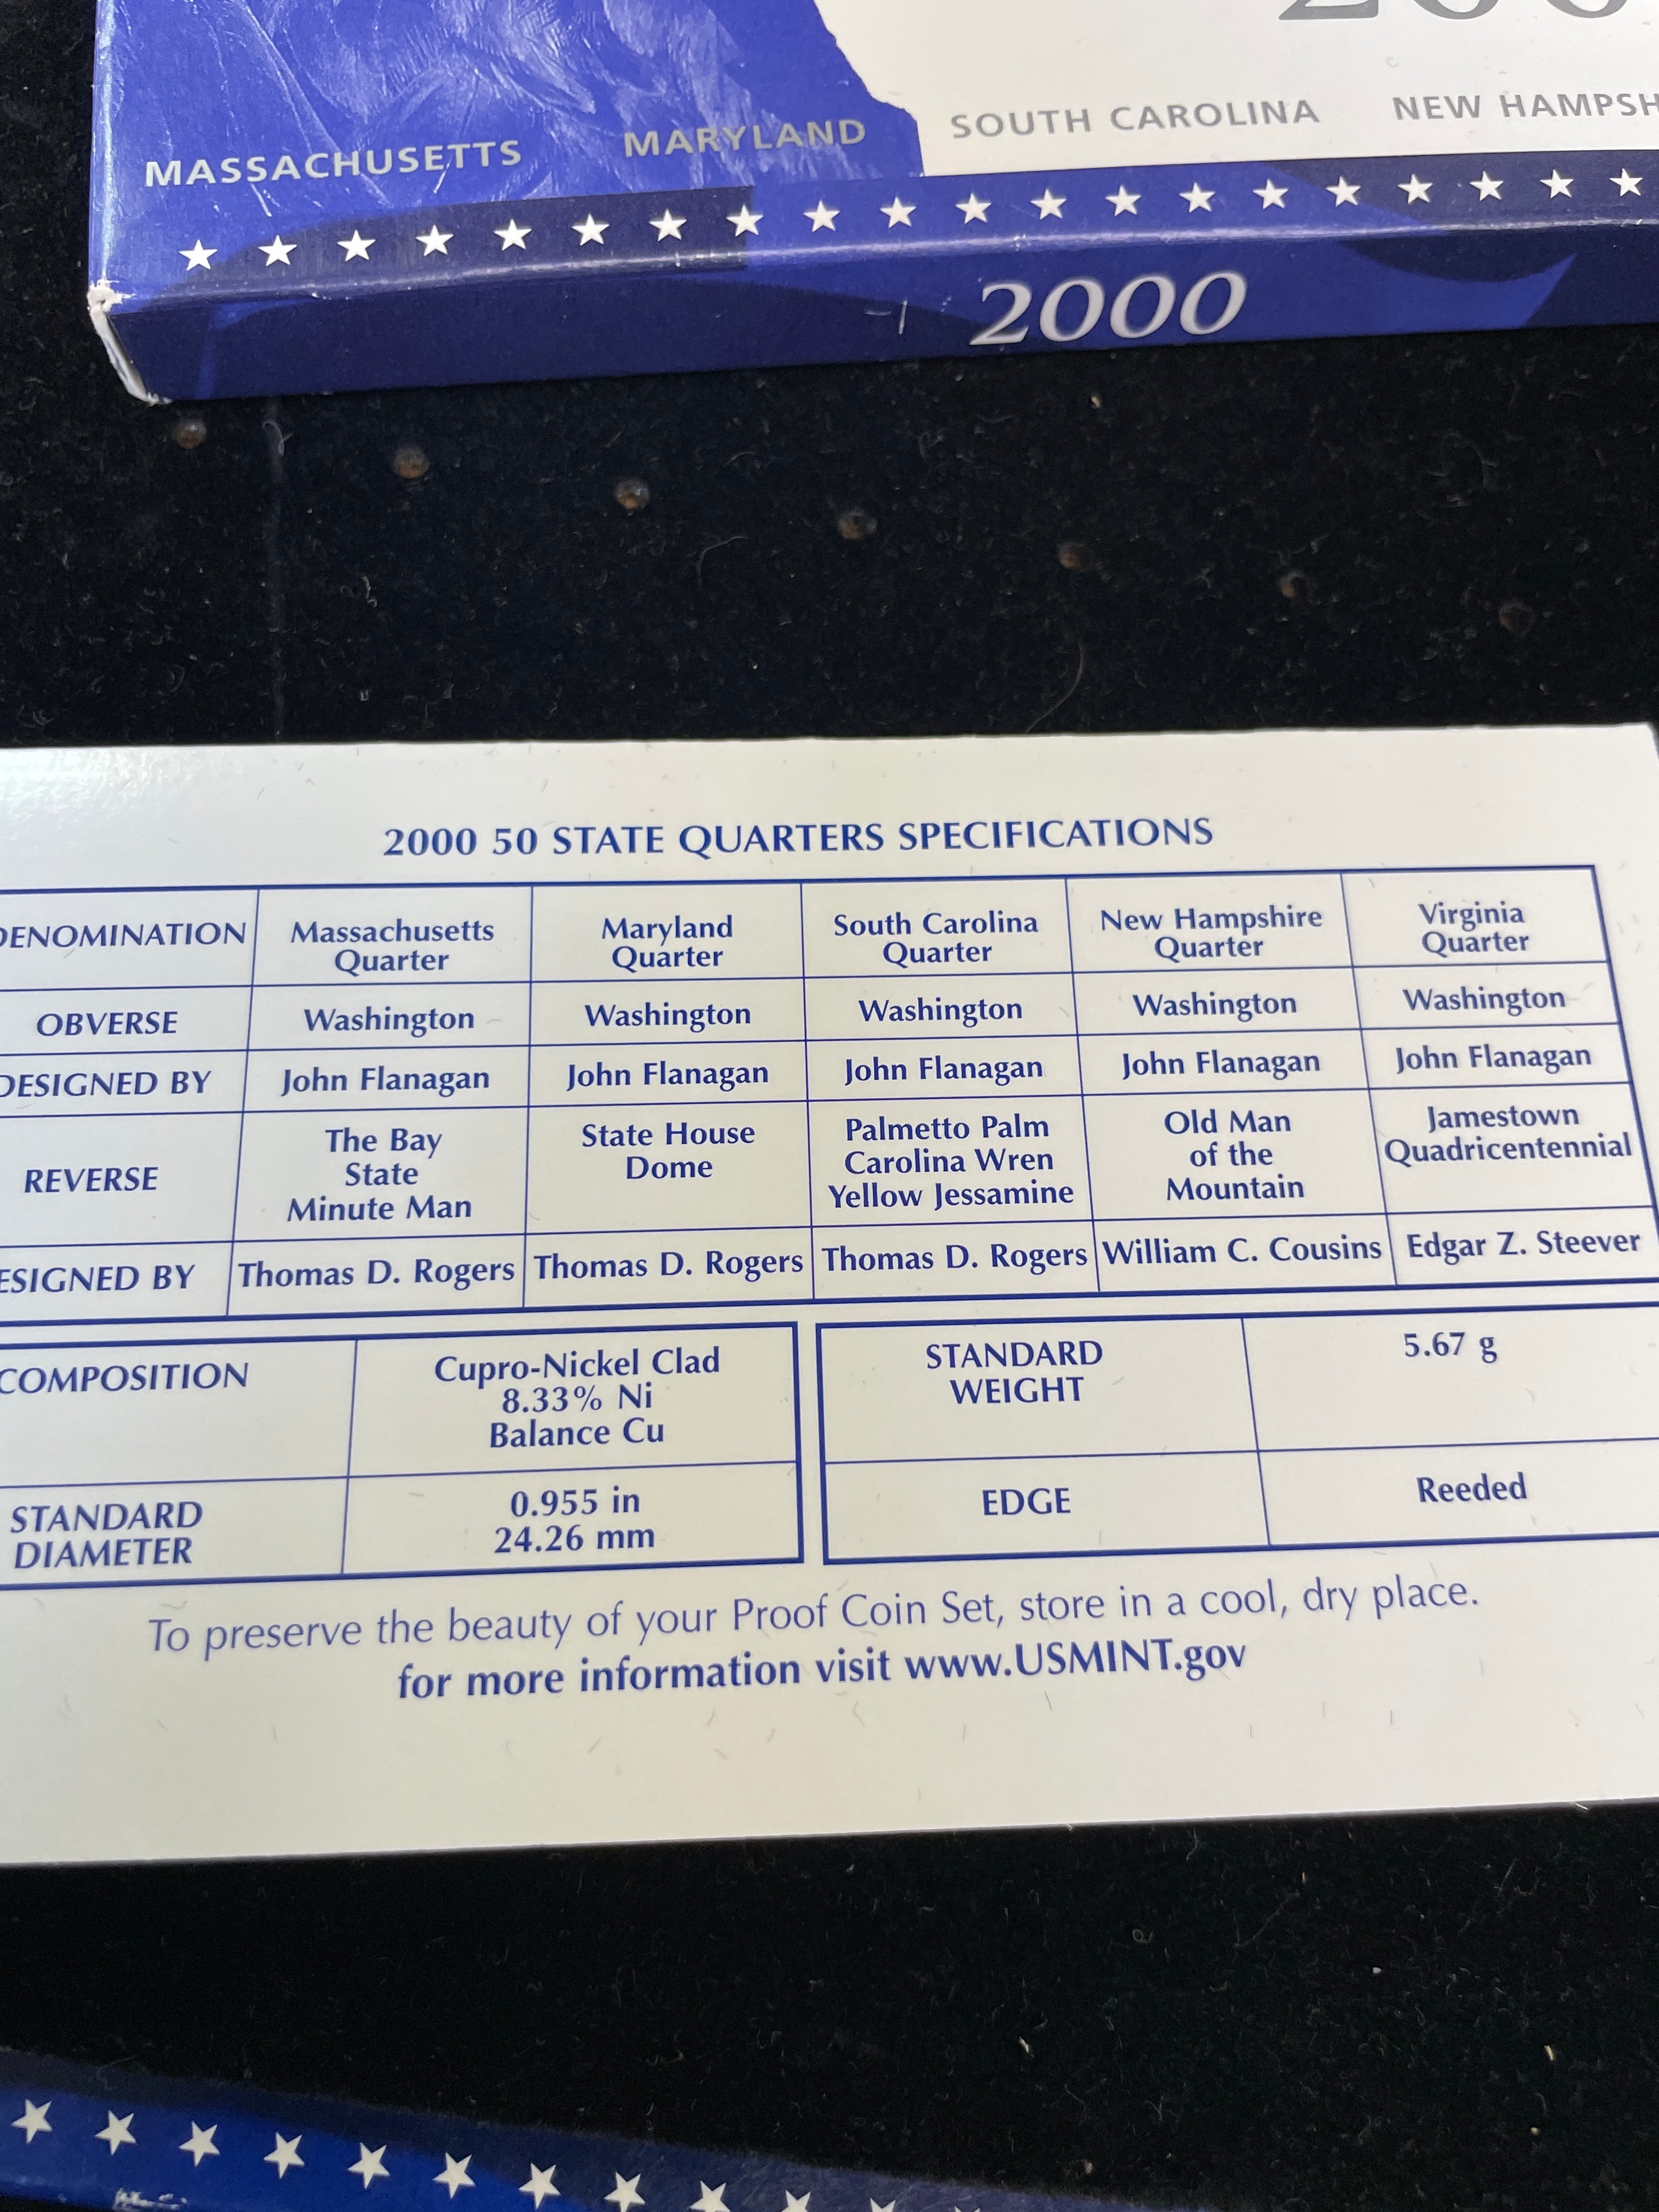 MASSACHUSETTS MARYLAND SOUTH CAROLINA NEW
2000
2000 50 STATE QUARTERS SPECIFICATIONS
DENOMINATION Massachusetts Quarter Maryland Quarter South Carolina Quarter New Hampshire Quarter Virginia Quarter
OBVERSE Washington Washington Washington Washington Washington
DESIGNED BY John Flanagan John Flanagan John Flanagan John Flanagan John Flanagan
REVERSE The Bay State Minute Man State House Dome Palmetto Palm Carolina Wren Yellow Jessamine Old Man of the Mountain Jamestown Quadricentennial
DESIGNED BY Thomas D. Rogers Thomas D. Rogers Thomas D. Rogers William C. Cousins Edgar Z. Steever
COMPOSITION Cupro-Nickel Clad
8.33% Ni
Balance Cu
STANDARD WEIGHT 5.67 g
STANDARD DIAMETER 0.955 in
24.26 mm
EDGE Reeded
To preserve the beauty of your Proof Coin Set, store in a cool, dry place.
for more information visit www.USMINT.gov